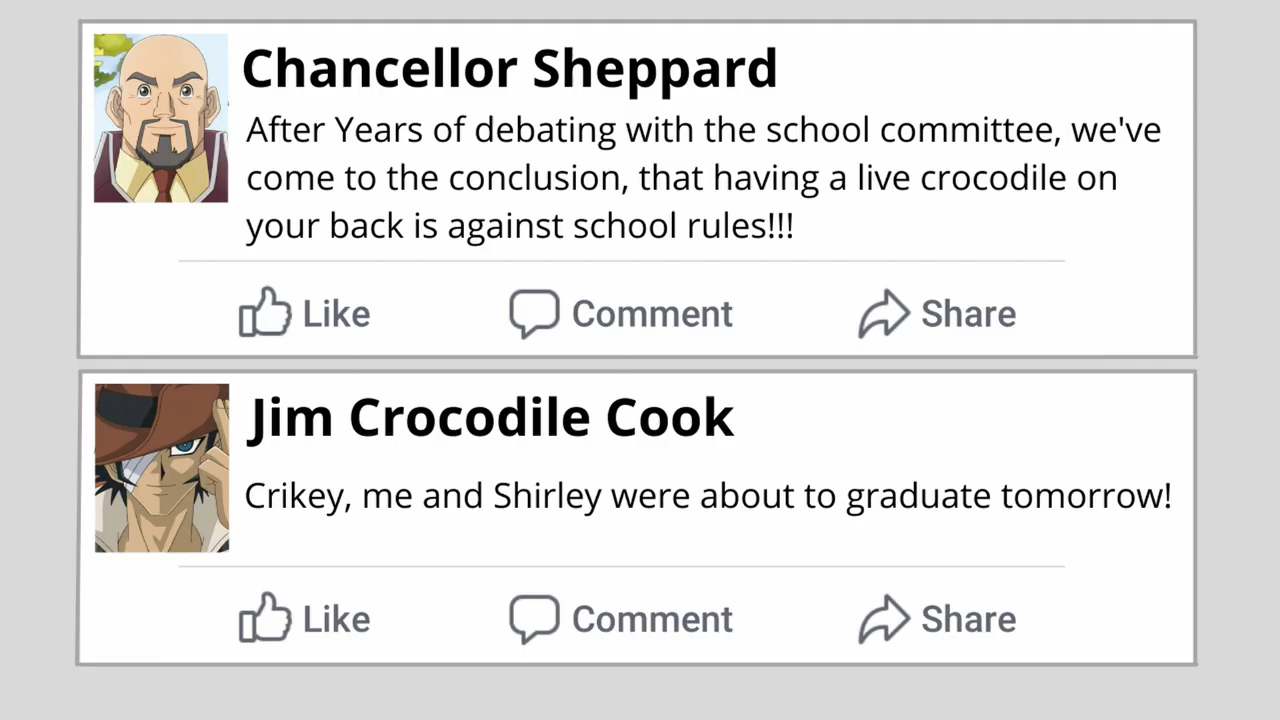 Chancellor Sheppard
After Years of debating with the school committee, we've
come to the conclusion, that having a live crocodile on
your back is against school rules!!!
Like Comment Share
Jim Crocodile Cook
Crikey, me and Shirley were about to graduate tomorrow!
Like Comment Share